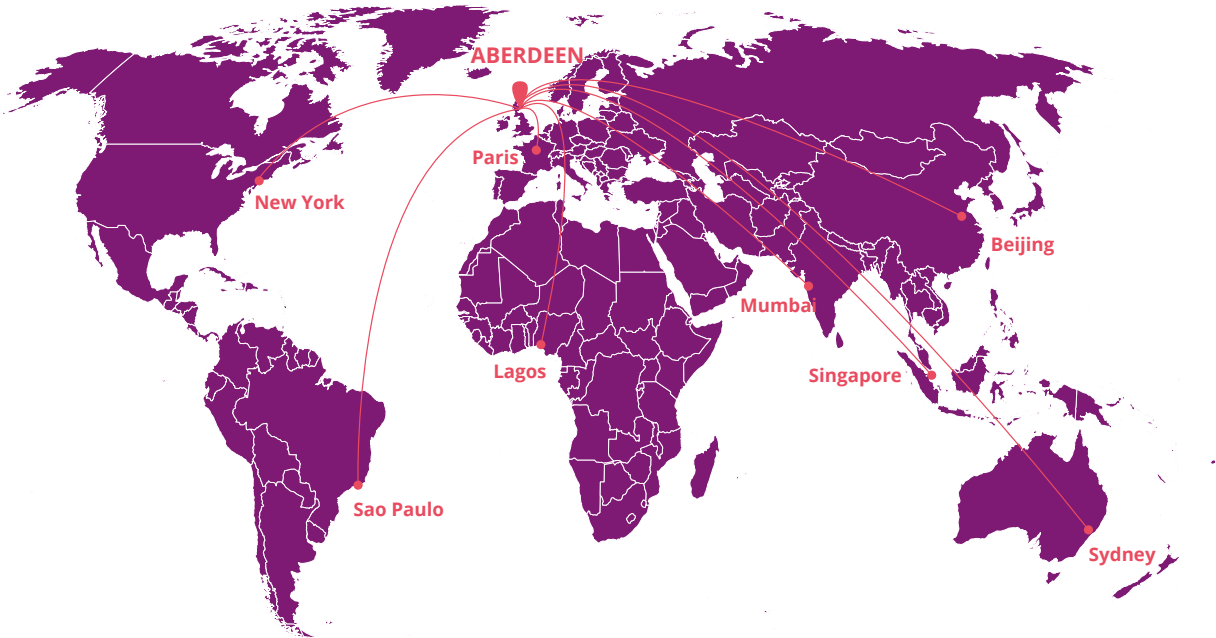 ABERDEEN
Paris
New York
Beijing
Mumbai
Lagos
Singapore
Sao Paulo
Sydney